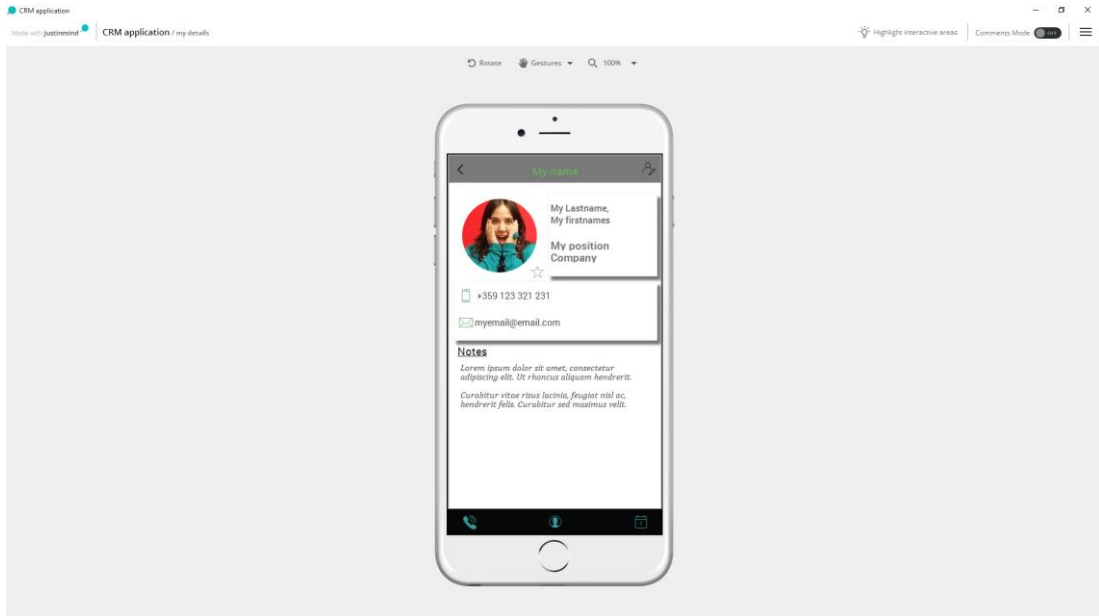 CRM application
Made with justinmind
CRM application / my details
Highlight interactive areas
Comments Mode
OFF
Rotate
Gestures
100%
My name
My Lastname,
My firstnames
My position
Company
+359 123 321 231
myemail@email.com
Notes
Lorem ipsum dolor sit amet, consectetur
adipiscing elit. Ut rhoncus aliquam hendrerit.
Curabitur vitae risus lacinia, feugiat nisl ac,
hendrerit felis. Curabitur sed maximus velit.